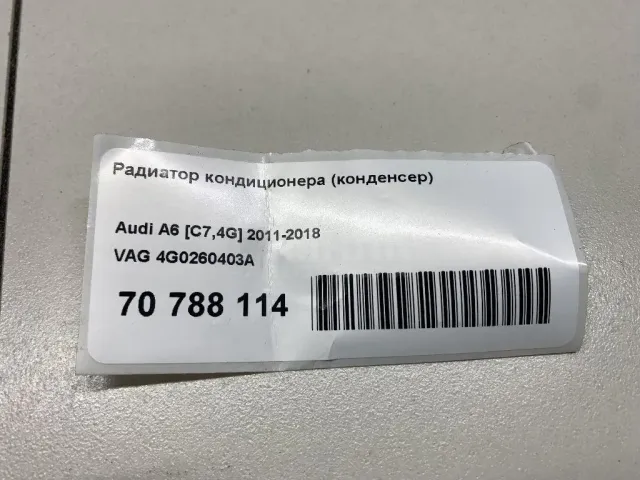 Радиатор кондиционера (конденсер)
Audi A6 [C7,4G] 2011-2018
VAG 4G0260403A
70 788 114